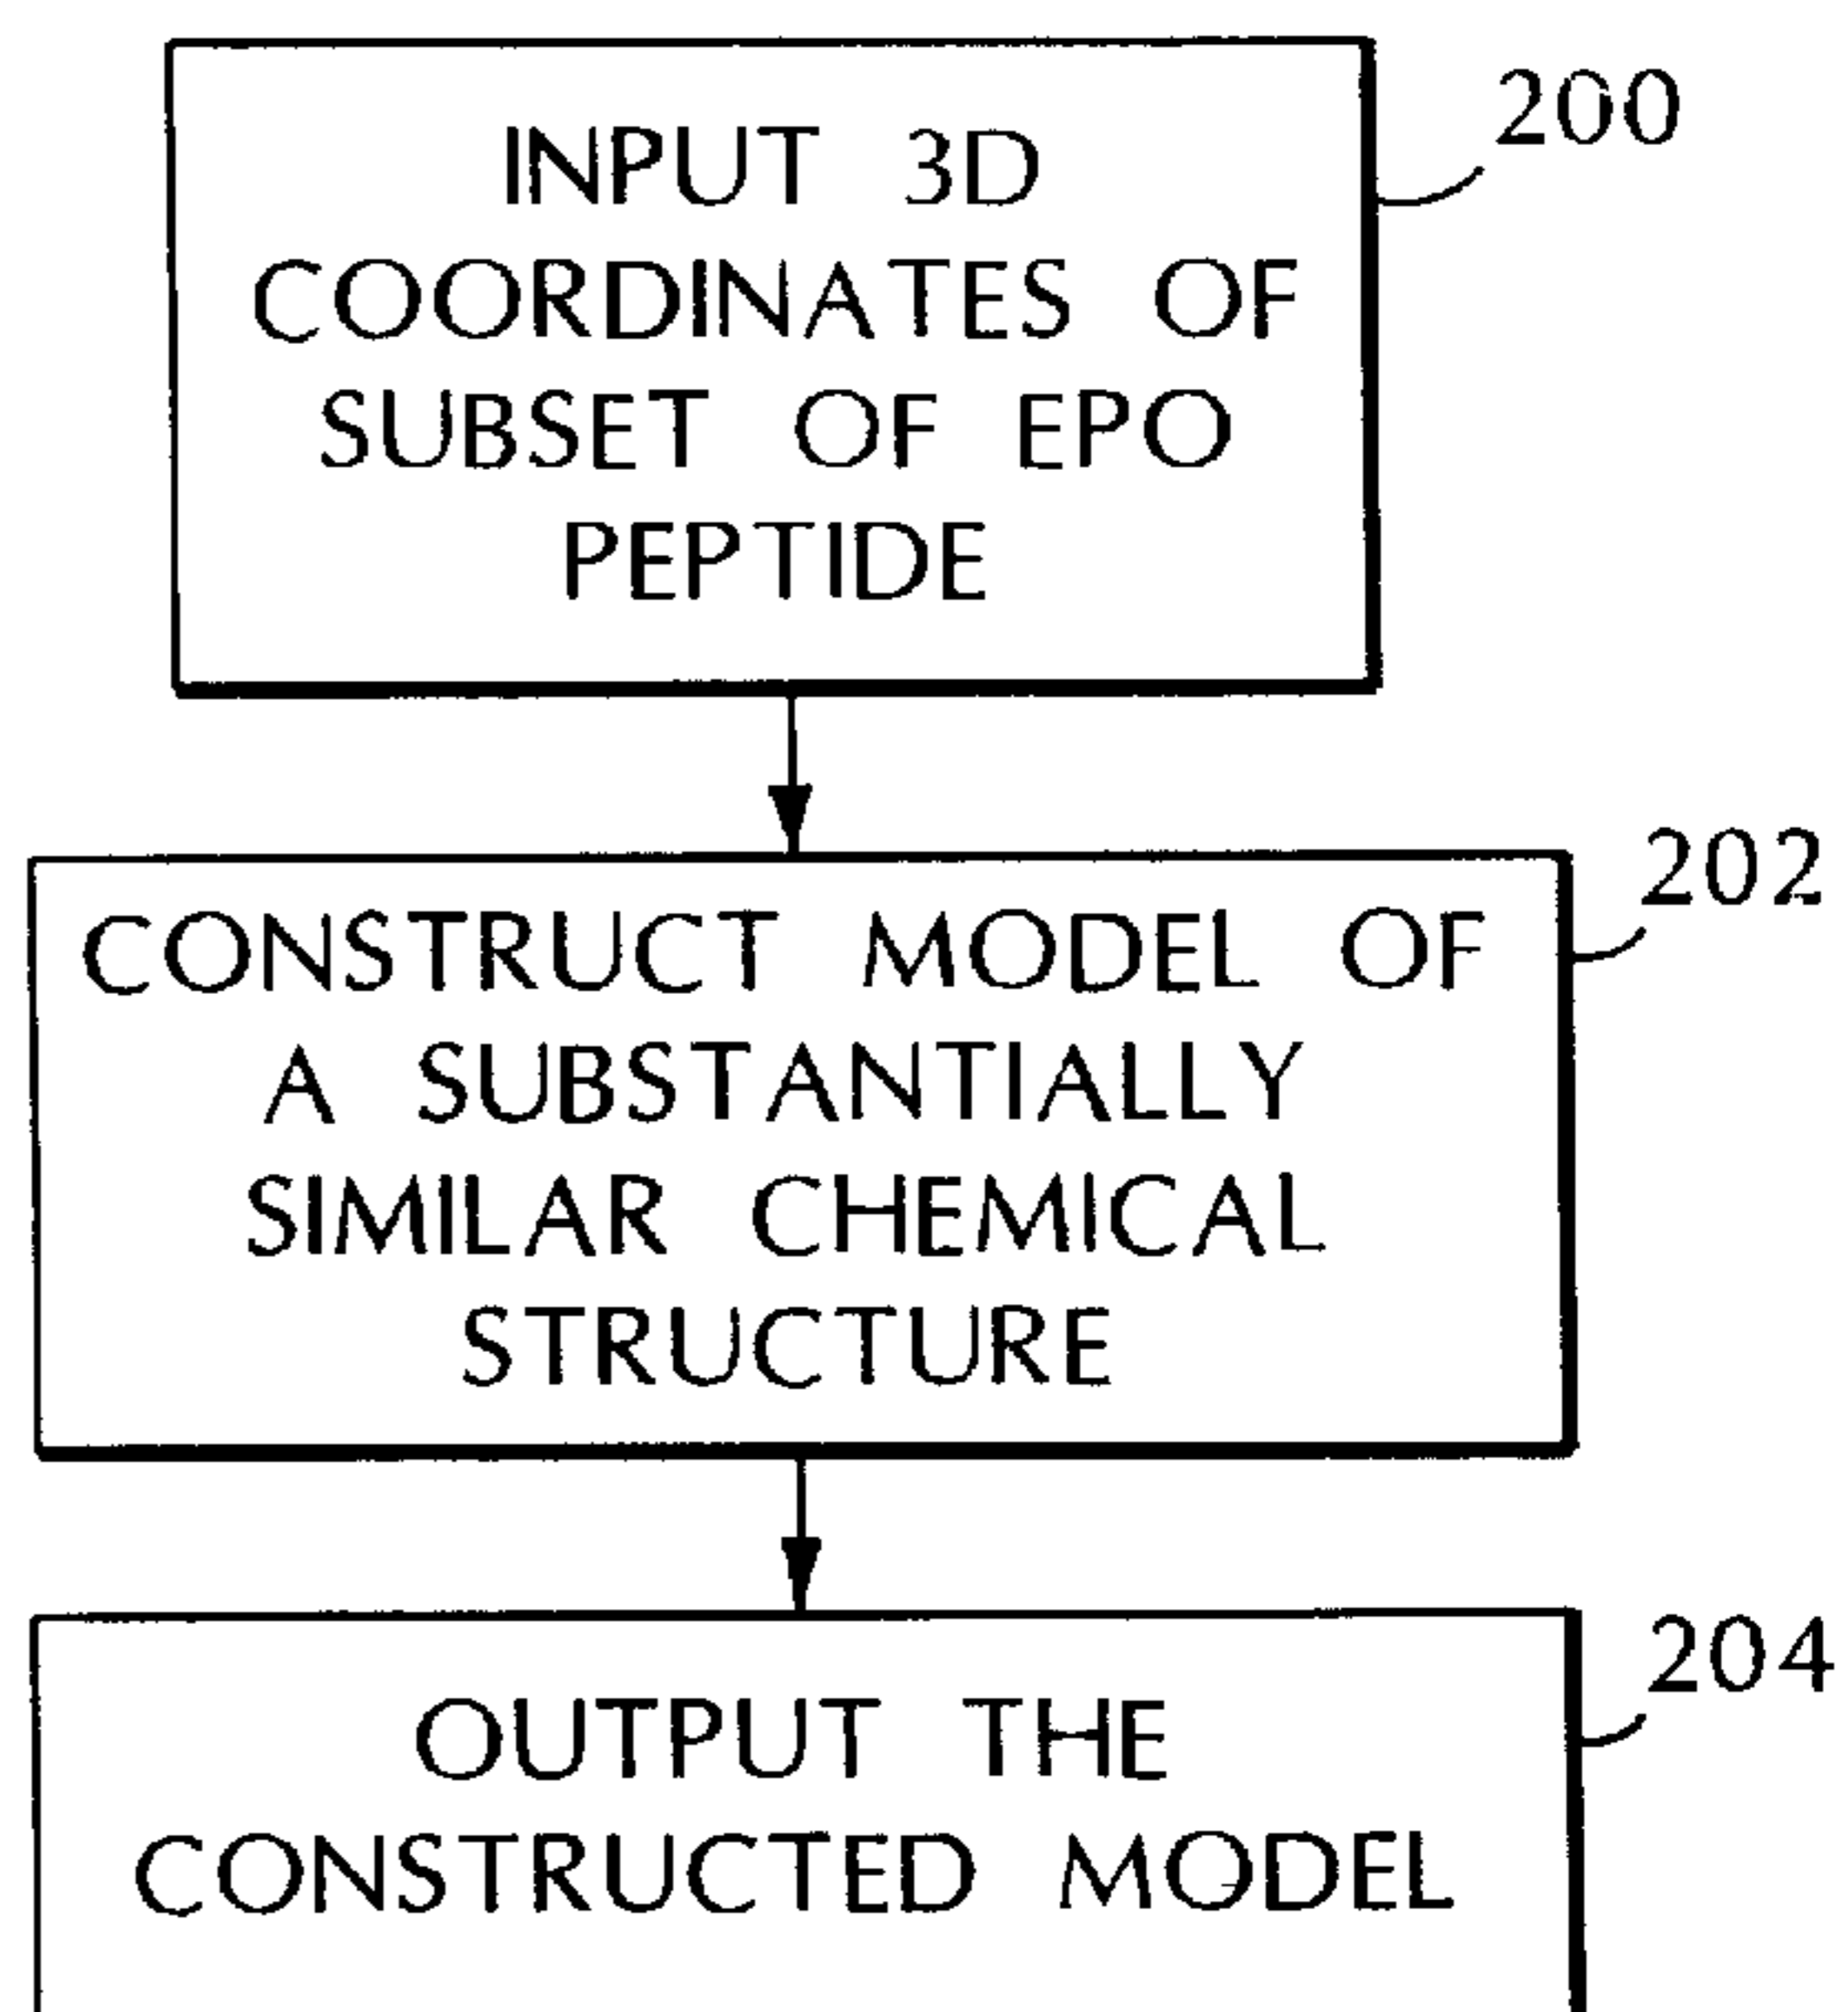 INPUT 3D
200
COORDINATES OF
SUBSET OF EPO
PEPTIDE
202
CONSTRUCT MODEL OF
A SUBSTANTIALLY
SIMILAR CHEMICAL
STRUCTURE
204
OUTPUT THE
CONSTRUCTED MODEL